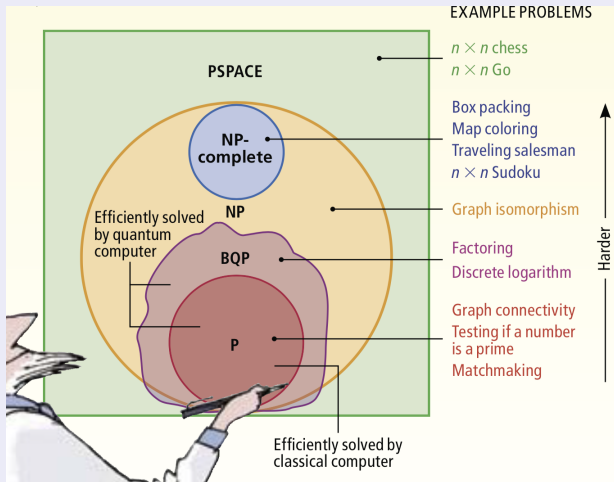 EXAMPLE PROBLEMS
PSPACE
n × n chess
n × n Go
NP-
complete
Box packing
Map coloring
Traveling salesman
n × n Sudoku
NP
Graph isomorphism
Efficiently solved
by quantum
computer
BQP
Factoring
Discrete logarithm
Harder
P
Graph connectivity
Testing if a number
is a prime
Matchmaking
Efficiently solved by
classical computer